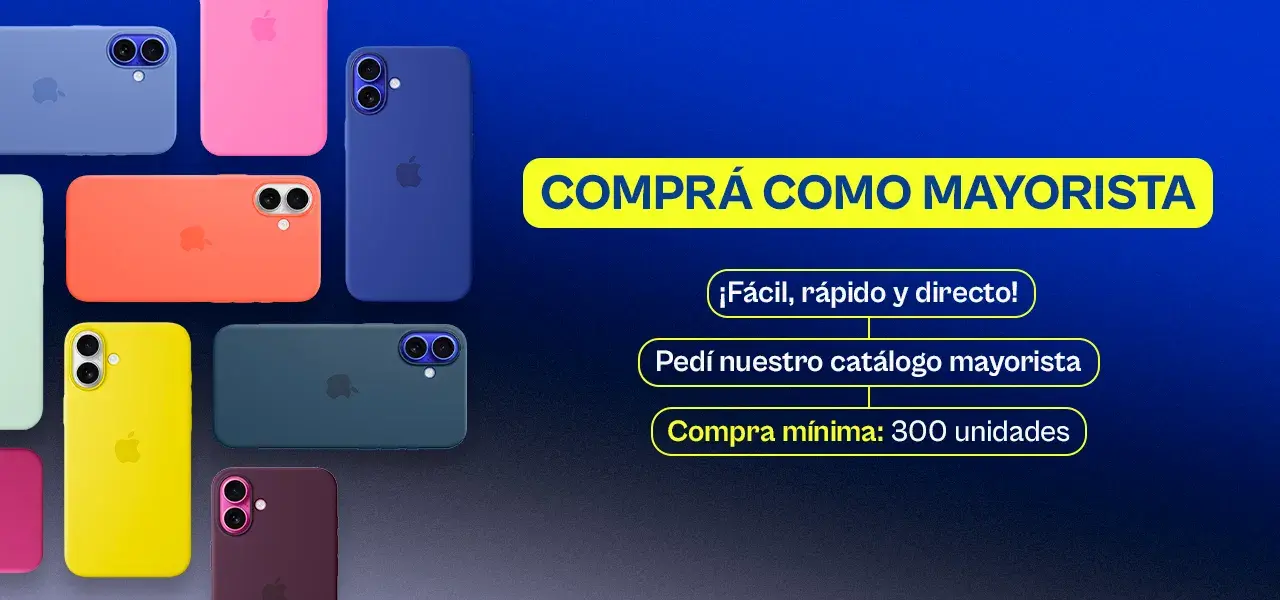 COMPRÁ COMO MAYORISTA
¡Fácil, rápido y directo!
Pedí nuestro catálogo mayorista
Compra mínima: 300 unidades